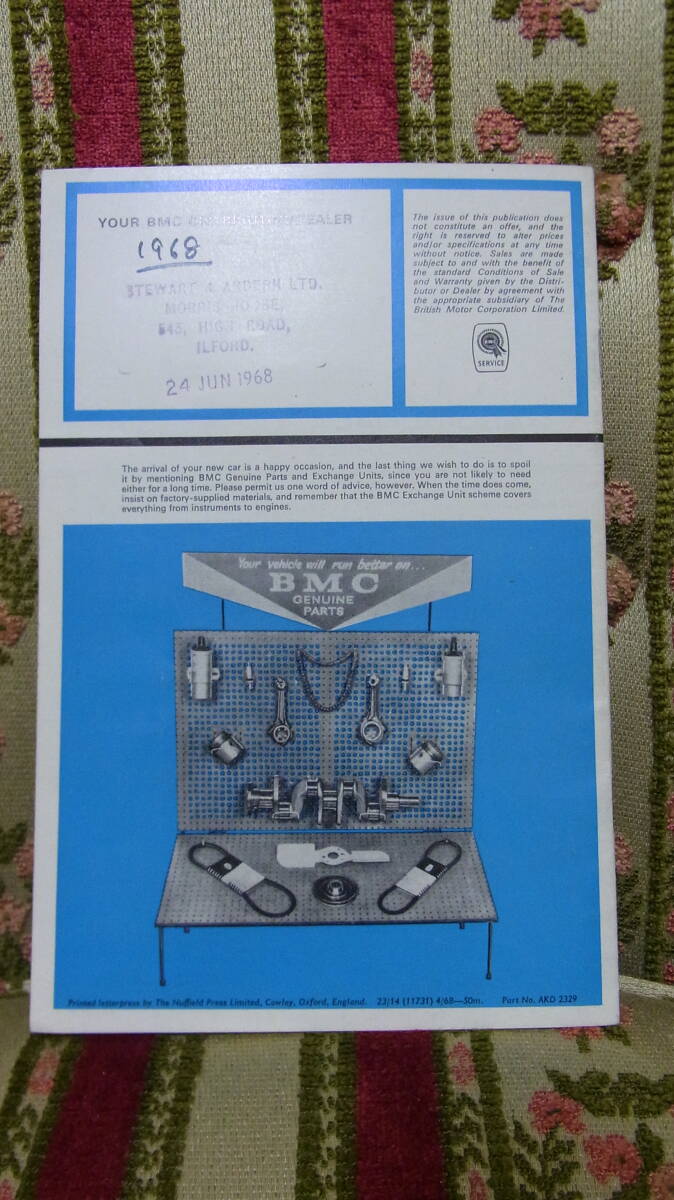 YOUR BMC DEALER
1968
STEWART & ARDERN LTD.
MORRIS HOUSE,
HIGH ROAD,
ILFORD.
24 JUN 1968
The issue of this publication does
not constitute an offer, and the
right is reserved to alter prices
and/or specifications at any time
without notice. Sales are made
subject to and with the benefit of
the standard Conditions of Sale
and Warranty given by the Distri-
butor or Dealer by agreement with
the appropriate subsidiary of The
British Motor Corporation Limited.
BMC
SERVICE
The arrival of your new car is a happy occasion, and the last thing we wish to do is to spoil
it by mentioning BMC Genuine Parts and Exchange Units, since you are not likely to need
either for a long time. Please permit us one word of advice, however. When the time does come,
insist on factory-supplied materials, and remember that the BMC Exchange Unit scheme covers
everything from instruments to engines.
Your vehicle will run better on...
BMC
GENUINE
PARTS
Printed letterpress by The Nuffield Press Limited, Cowley, Oxford, England. 23/14 (11731) 4/68—50m. Part No. AKD 2329